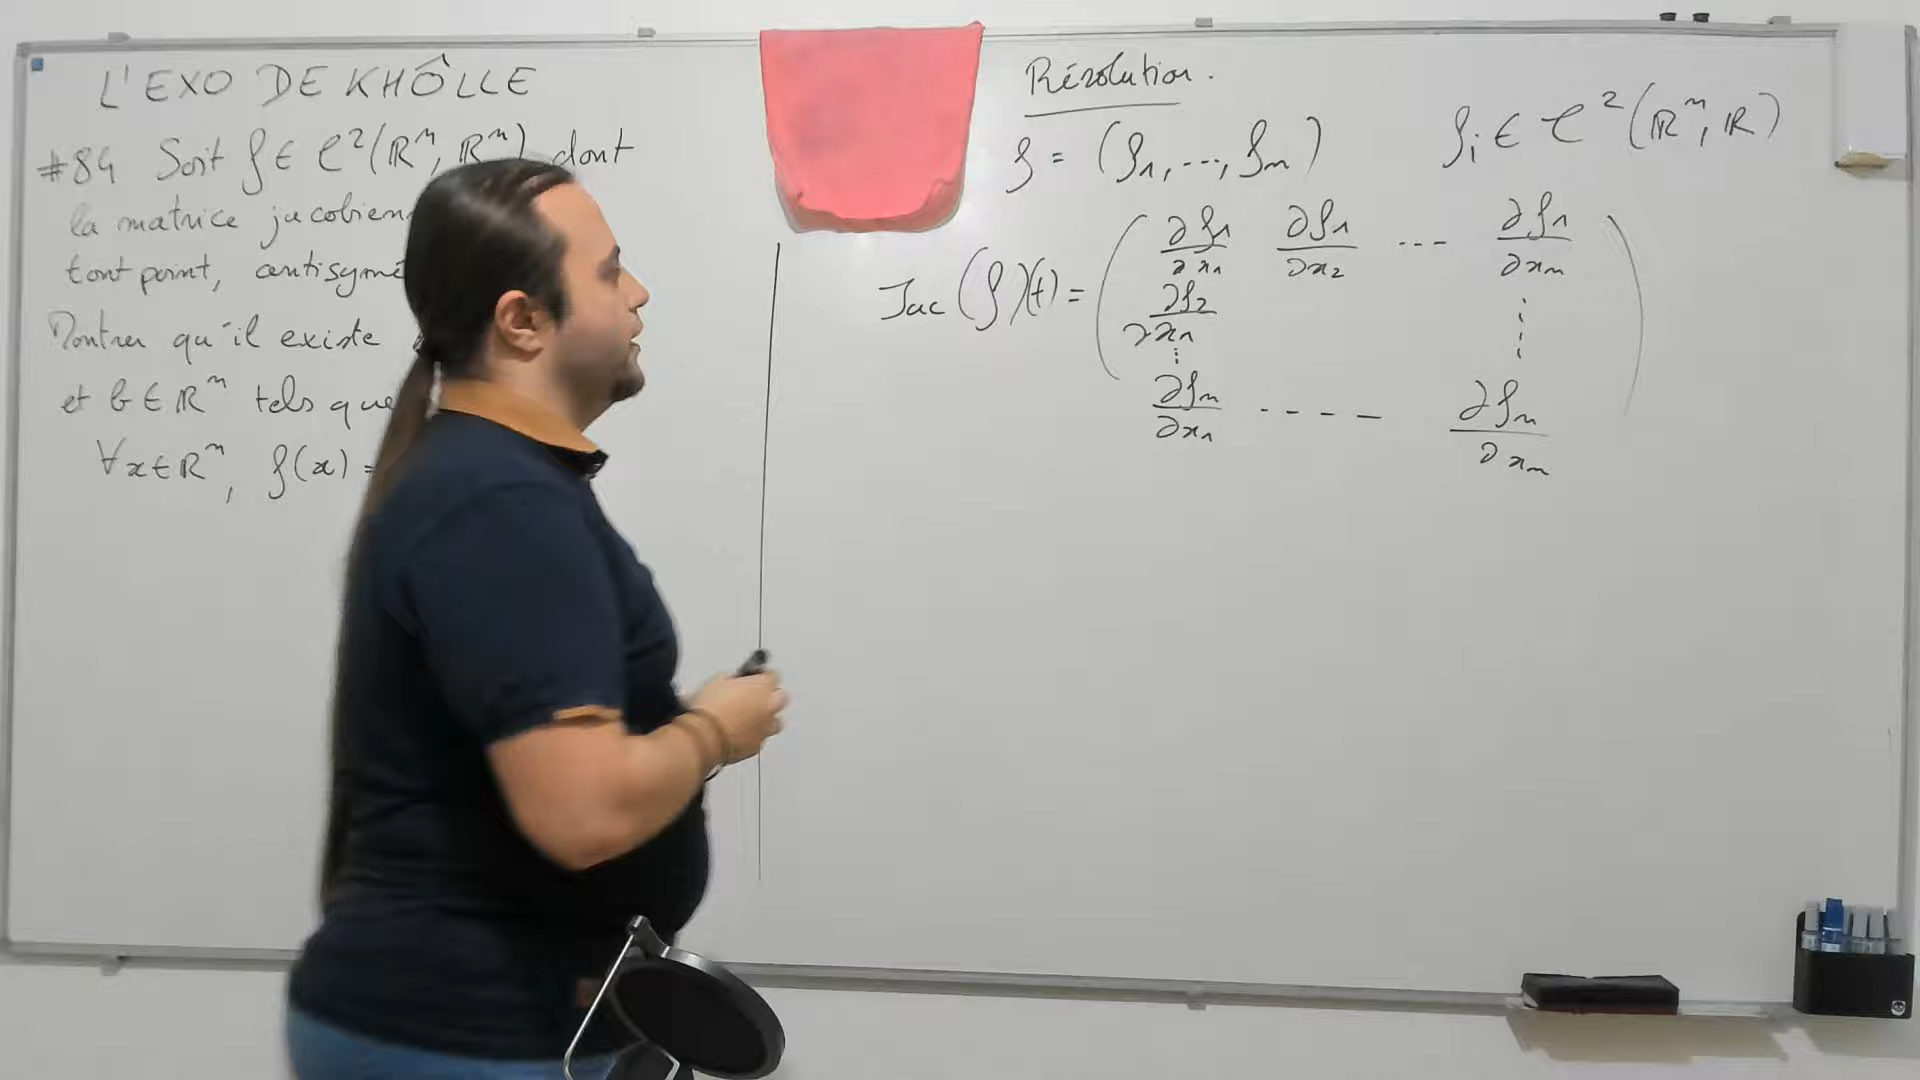 L'EXO DE KHÔLLE
#84 Soit f ∈ C²(ℝⁿ, ℝⁿ) dont
la matrice jacobien
tout point, antisymé
Montrer qu'il existe
et b ∈ ℝⁿ tels que
∀x ∈ ℝⁿ, f(x) =
Résolution.
f = (f₁, ..., fₙ) fᵢ ∈ C²(ℝⁿ, ℝ)
Jac(f)(t) = ( ∂f₁/∂x₁ ∂f₁/∂x₂ --- ∂f₁/∂xₙ
∂f₂/∂x₁ ⋮
⋮
∂fₙ/∂x₁ ---- ∂fₙ/∂xₙ )